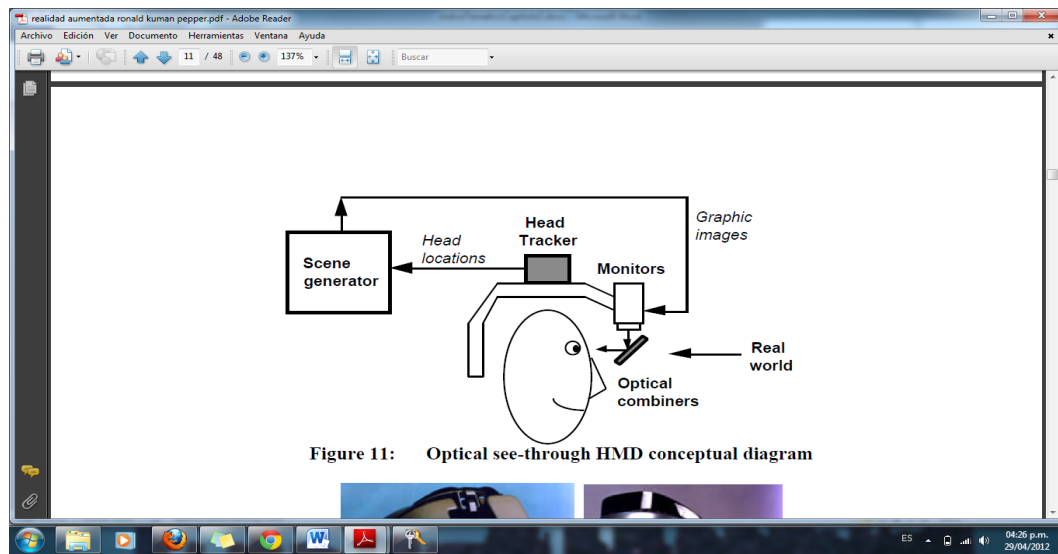 realidad aumentada ronald kuman pepper.pdf - Adobe Reader
Archivo Edición Ver Documento Herramientas Ventana Ayuda
11 / 48 137% Buscar
Graphic
images
Head
Tracker
Head
locations
Scene
generator
Monitors
Real
world
Optical
combiners
Figure 11: Optical see-through HMD conceptual diagram
ES 04:26 p.m.
29/04/2012